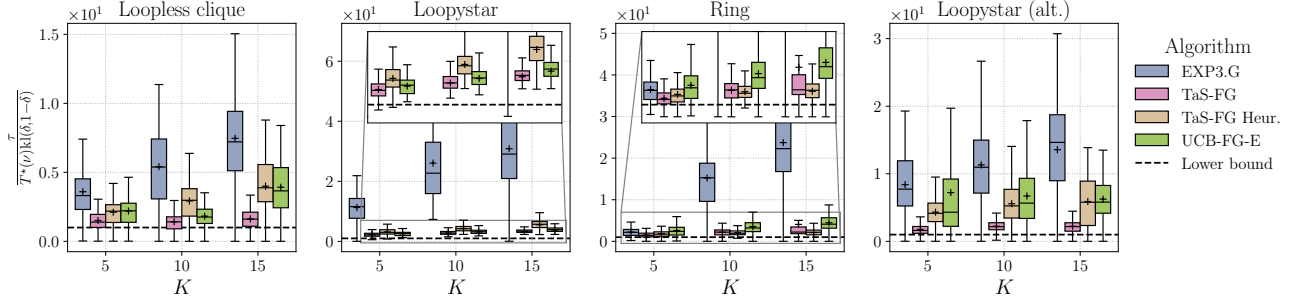 Loopless clique
Loopystar
Ring
Loopystar (alt.)
×10¹
×10¹
×10¹
×10¹
1.5
1.0
0.5
0.0
6
4
2
0
5
4
3
2
1
0
3
2
1
0
τ
T⋆(ν)kl(δ,1−δ)
5 10 15
5 10 15
5 10 15
5 10 15
K
K
K
K
Algorithm
EXP3.G
TaS-FG
TaS-FG Heur.
UCB-FG-E
Lower bound